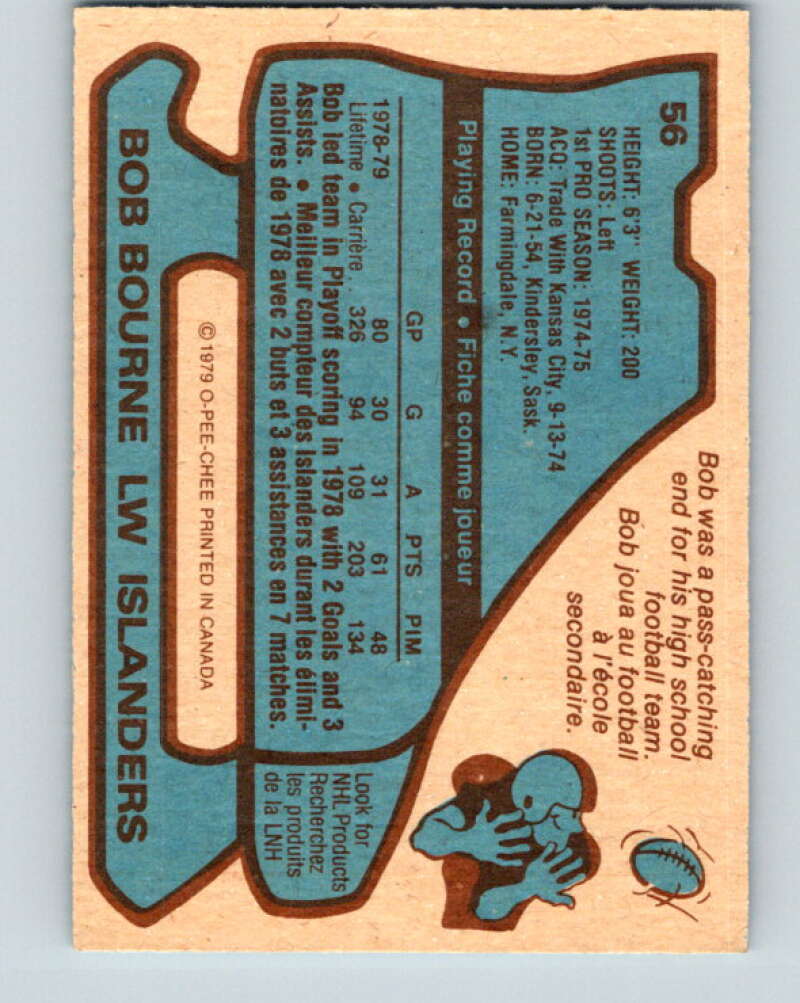 56
HEIGHT: 6'3" WEIGHT: 200
SHOOTS: Left
1st PRO SEASON: 1974-75
ACQ: Trade With Kansas City, 9-13-74
BORN: 6-21-54, Kindersley, Sask.
HOME: Farmingdale, N.Y.
Bob was a pass-catching
end for his high school
football team.
Bob joua au football
à l'école
secondaire.
Playing Record • Fiche comme joueur
GP G A PTS PIM
1978-79 80 30 31 61 48
Lifetime • Carrière .. 326 94 109 203 134
Bob led team in Playoff scoring in 1978 with 2 Goals and 3
Assists. • Meilleur compteur des Islanders durant les élimi-
natoires de 1978 avec 2 buts et 3 assistances en 7 matches.
Look for
NHL Products
Recherchez
les produits
de la LNH
© 1979 O-PEE-CHEE PRINTED IN CANADA
BOB BOURNE LW ISLANDERS